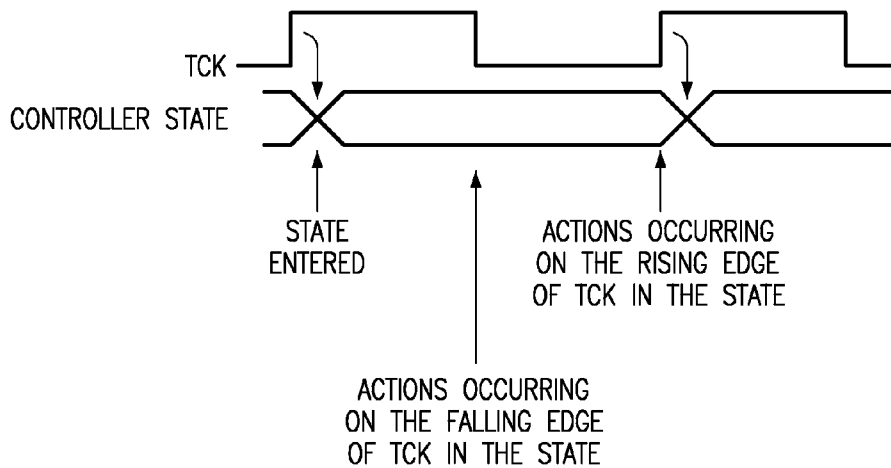 TCK
CONTROLLER STATE
STATE
ENTERED
ACTIONS OCCURRING
ON THE RISING EDGE
OF TCK IN THE STATE
ACTIONS OCCURRING
ON THE FALLING EDGE
OF TCK IN THE STATE